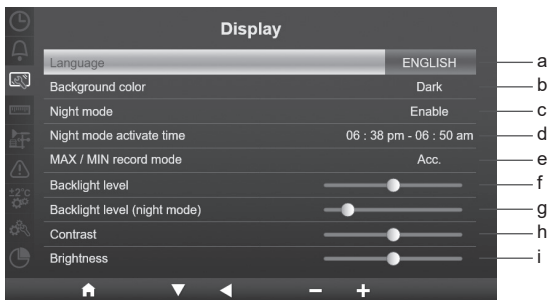 Display
Language ENGLISH a
Background color Dark b
Night mode Enable c
Night mode activate time 06 : 38 pm - 06 : 50 am d
MAX / MIN record mode Acc. e
Backlight level f
Backlight level (night mode) g
Contrast h
±2°C
Brightness i